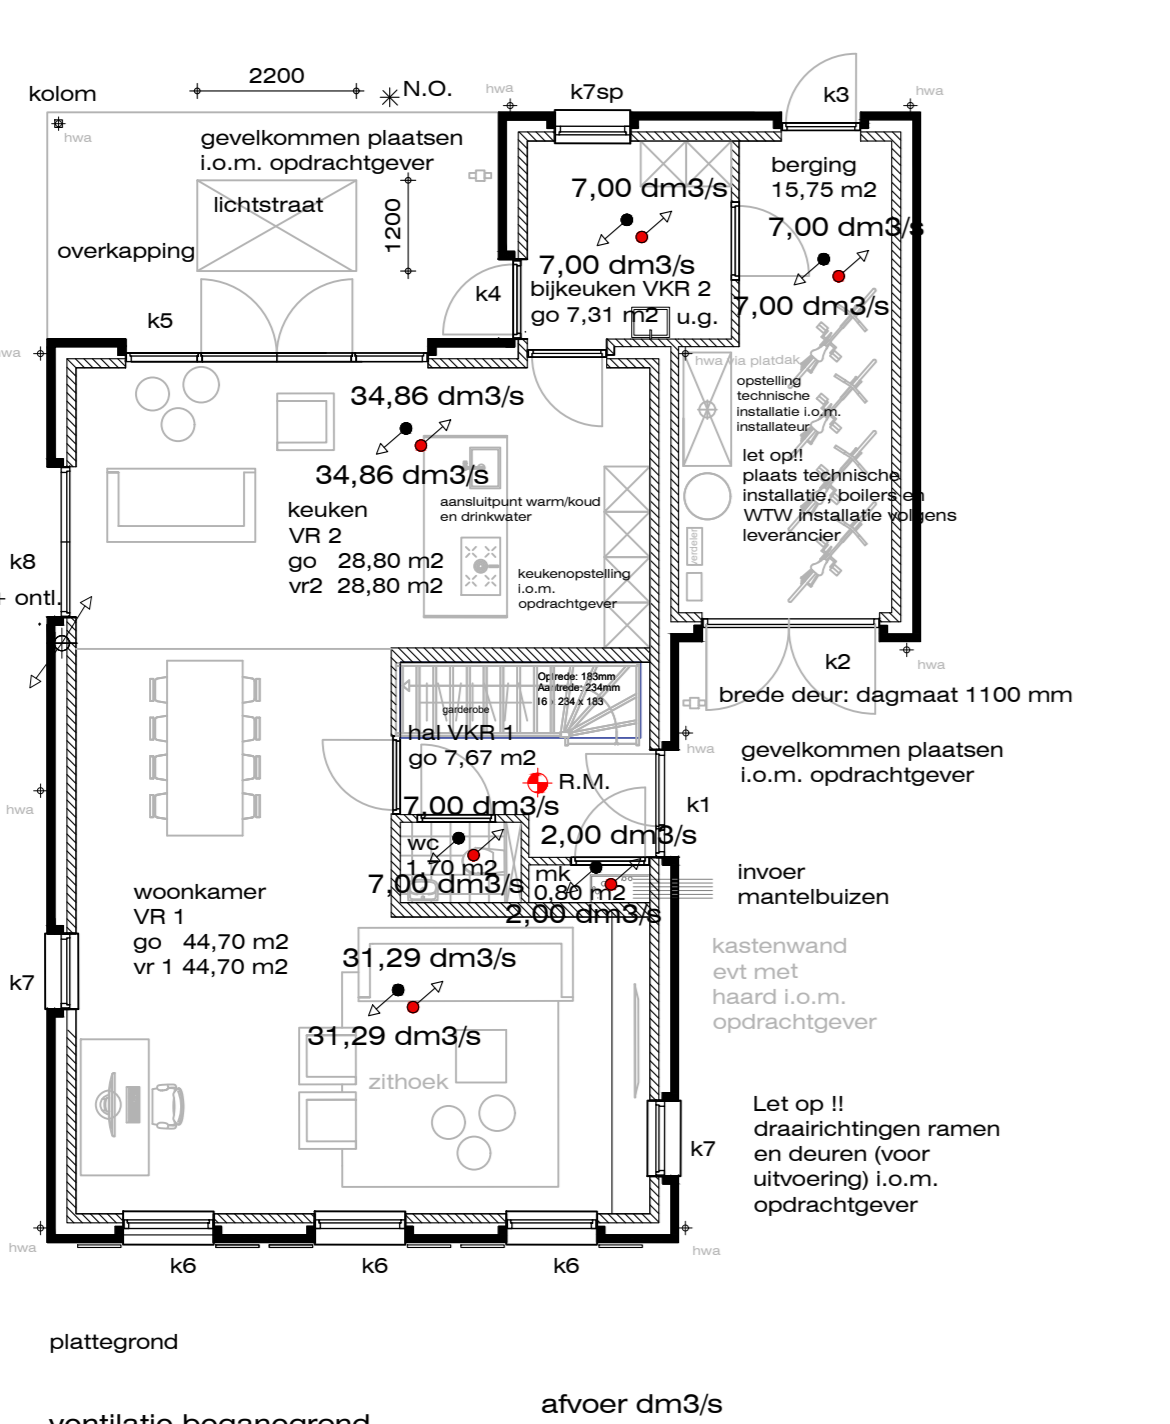 2200
N.O.
kolom
hwa
k7sp
k3
hwa
hwa
gevelkommen plaatsen
i.o.m. opdrachtgever
lichtstraat
1200
overkapping
k5
k4
berging
15,75 m2
7,00 dm3/s
7,00 dm3/s
7,00 dm3/s
7,00 dm3/s
bijkeuken VKR 2
go 7,31 m2
u.g.
hwa
hwa via platdak
opstelling
technische
installatie i.o.m.
installateur
let op!!
plaats technische
installatie, boilers en
WTW installatie volgens
leverancier
verdeler
34,86 dm3/s
34,86 dm3/s
keuken
VR 2
go 28,80 m2
vr2 28,80 m2
aansluitpunt warm/koud
en drinkwater
keukenopstelling
i.o.m.
opdrachtgever
k8
+ ontl.
k2
hwa
brede deur: dagmaat 1100 mm
hwa
gevelkommen plaatsen
i.o.m. opdrachtgever
Optrede: 183mm
Aantrede: 234mm
16 234 x 183
garderobe
hal VKR 1
go 7,67 m2
R.M.
k1
7,00 dm3/s
2,00 dm3/s
wc
1,70 m2
7,00 dm3/s
mk
0,80 m2
2,00 dm3/s
invoer
mantelbuizen
hwa
woonkamer
VR 1
go 44,70 m2
vr 1 44,70 m2
kastenwand
evt met
haard i.o.m.
opdrachtgever
k7
31,29 dm3/s
31,29 dm3/s
zithoek
Let op !!
draairichtingen ramen
en deuren (voor
uitvoering) i.o.m.
opdrachtgever
k7
hwa
hwa
k6
k6
k6
plattegrond
afvoer dm3/s
ventilatie begangegrond